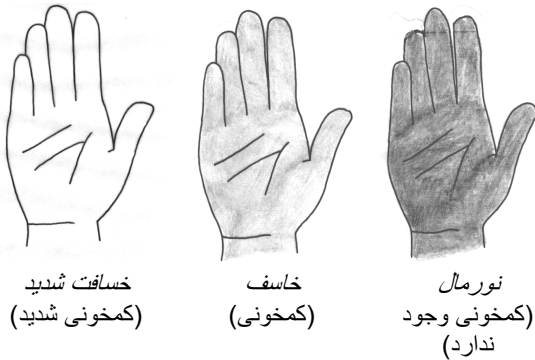 نورمال
(کمخونی وجود
ندارد)
خاسف
(کمخونی)
خسافت شدید
(کمخونی شدید)